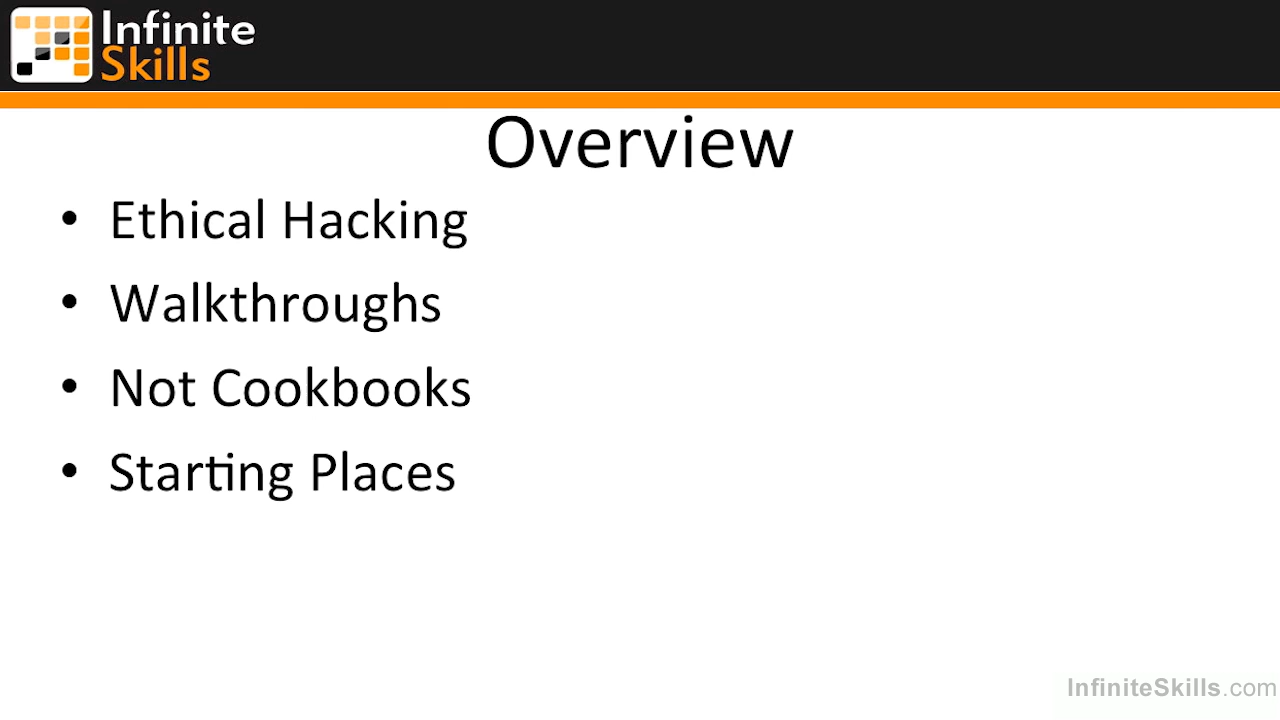 Infinite
Skills
Overview
• Ethical Hacking
• Walkthroughs
• Not Cookbooks
• Starting Places
InfiniteSkills.com